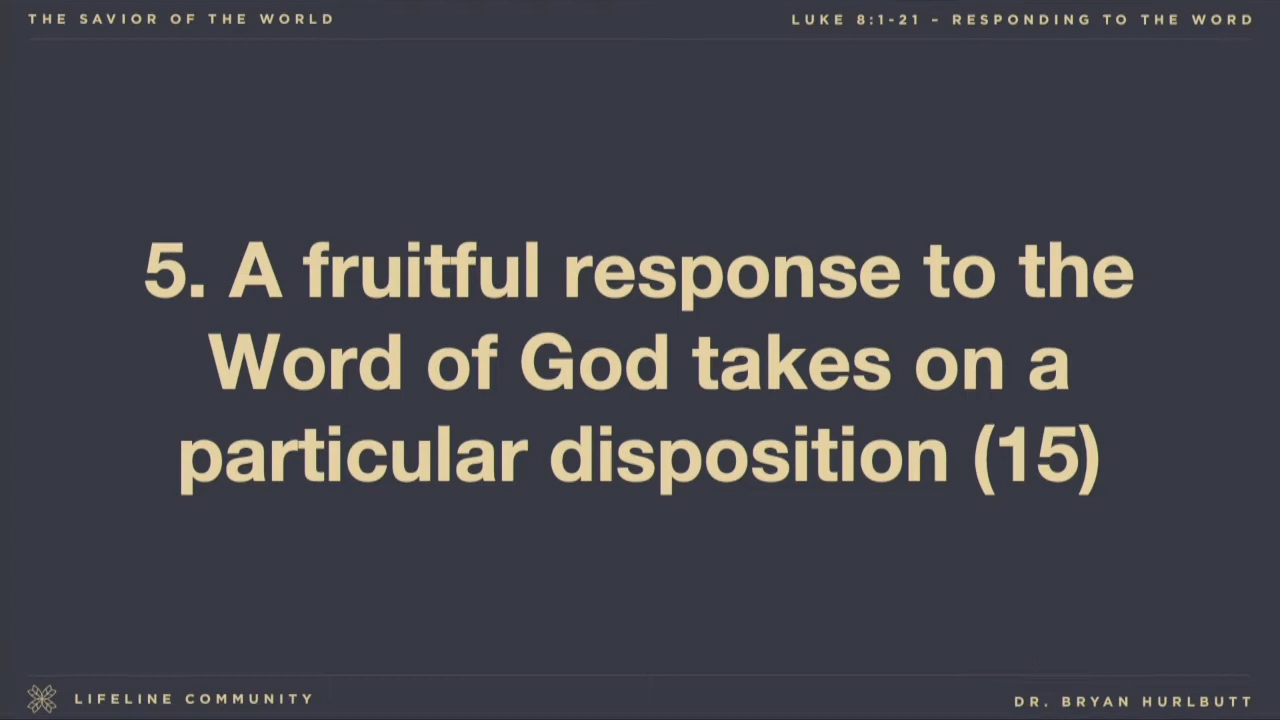 THE SAVIOR OF THE WORLD
LUKE 8:1-21 - RESPONDING TO THE WORD
5. A fruitful response to the
Word of God takes on a
particular disposition (15)
LIFELINE COMMUNITY
DR. BRYAN HURLBUTT